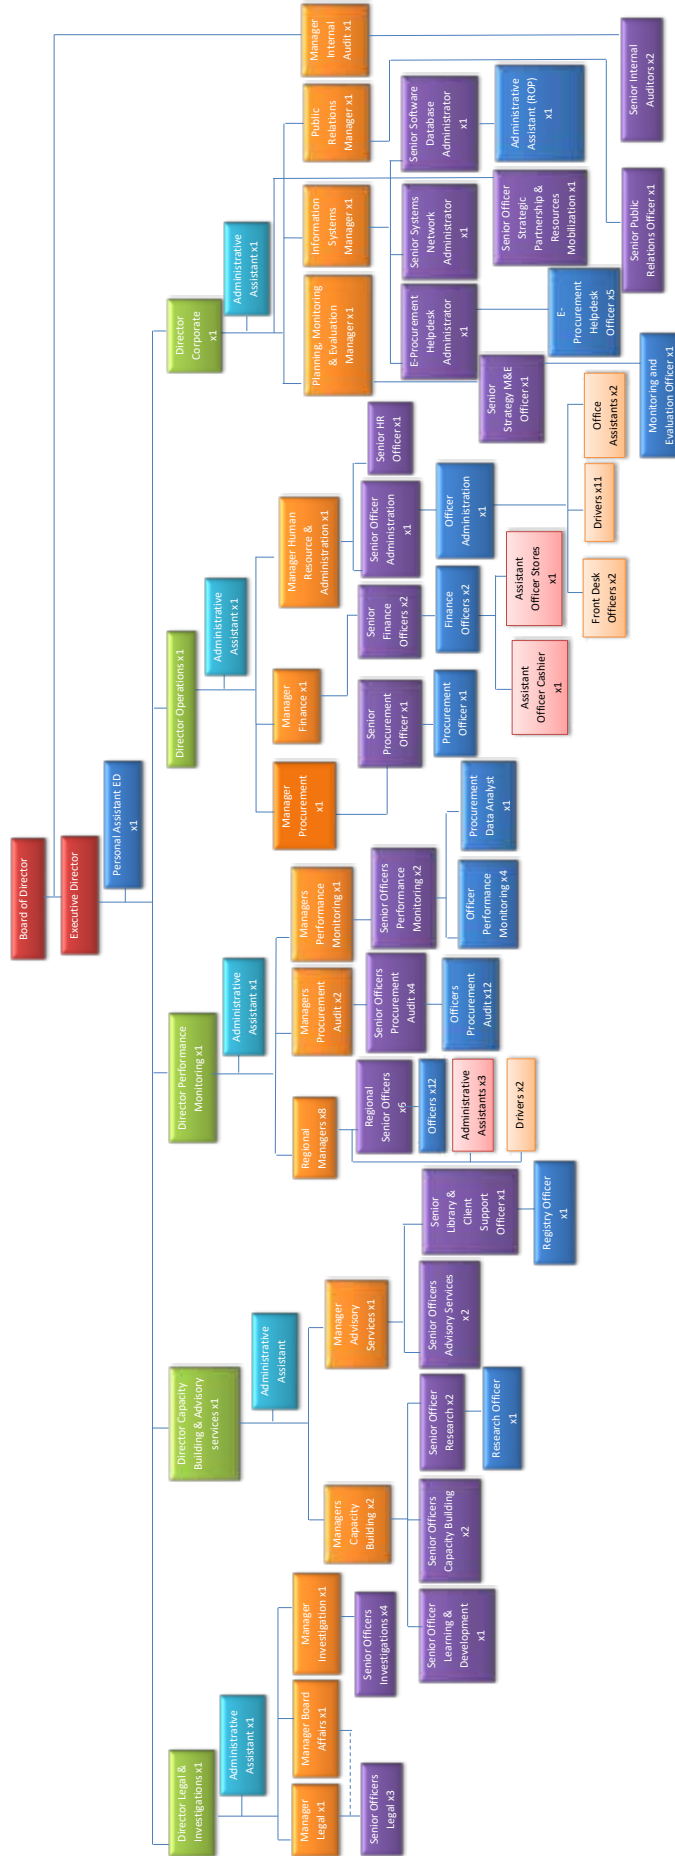 Board of Director
Executive Director
Personal Assistant ED
x1
Director Legal &
Investigations x1
Director Capacity
Building & Advisory
services x1
Director Performance
Monitoring x1
Director Operations x1
Director
Corporate
x1
Administrative
Assistant x1
Administrative
Assistant
Administrative
Assistant x1
Administrative
Assistant x1
Administrative
Assistant x1
Manager
Legal x1
Manager Board
Affairs x1
Manager
Investigation x1
Senior Officers
Legal x3
Senior Officers
Investigations x4
Managers
Capacity
Building x2
Manager
Advisory
Services x1
Senior Officer
Learning &
Development
x1
Senior Officers
Capacity Building
x2
Senior Officer
Research x2
Research Officer
x1
Senior Officers
Advisory Services
x2
Senior
Library &
Client
Support
Officer x1
Registry Officer
x1
Regional
Managers x8
Managers
Procurement
Audit x2
Managers
Performance
Monitoring x1
Regional
Senior Officers
x6
Officers x12
Administrative
Assistants x3
Drivers x2
Senior Officers
Procurement
Audit x4
Officers
Procurement
Audit x12
Senior Officers
Performance
Monitoring x2
Officer
Performance
Monitoring x4
Procurement
Data Analyst
x1
Manager
Procurement
x1
Manager
Finance x1
Manager Human
Resource &
Administration x1
Senior
Procurement
Officer x1
Procurement
Officer x1
Senior
Finance
Officers x2
Finance
Officers x2
Assistant
Officer Cashier
x1
Assistant
Officer Stores
x1
Senior Officer
Administration
x1
Senior HR
Officer x1
Officer
Administration
x1
Front Desk
Officers x2
Drivers x11
Office
Assistants x2
Planning, Monitoring
& Evaluation
Manager x1
Information
Systems
Manager x1
Public
Relations
Manager x1
Manager
Internal
Audit x1
E-Procurement
Helpdesk
Administrator
x1
Senior Systems
Network
Administrator
x1
Senior Software
Database
Administrator
x1
Senior
Strategy M&E
Officer x1
Senior Officer
Strategic
Partnership &
Resources
Mobilization x1
Administrative
Assistant (ROP)
x1
E-
Procurement
Helpdesk
Officer x5
Monitoring and
Evaluation Officer x1
Senior Public
Relations Officer x1
Senior Internal
Auditors x2